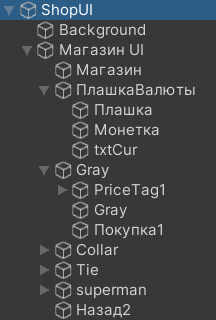 ShopUI
Background
Магазин UI
Магазин
ПлашкаВалюты
Плашка
Монетка
txtCur
Gray
PriceTag1
Gray
Покупка1
Collar
Tie
superman
Назад2